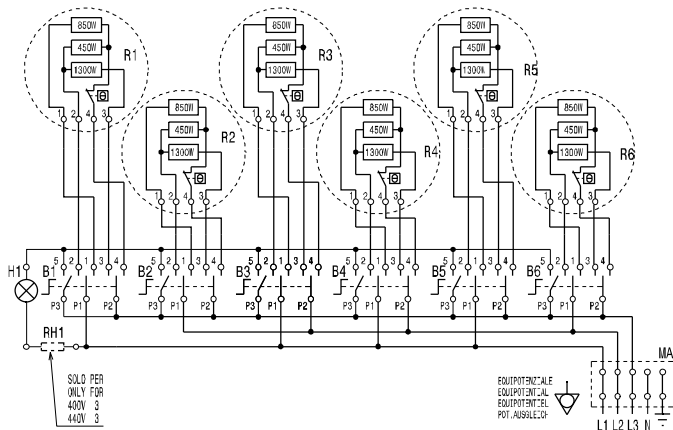 850W
450W
1300W
R1
1 2 4 3
850W
450W
1300W
R2
1 2 4 3
850W
450W
1300W
R3
1 2 4 3
850W
450W
1300W
R4
1 2 4 3
850W
450W
1300W
R5
1 2 4 3
850W
450W
1300W
R6
1 2 4 3
H1
B1
5 2 1 3 4
P3 P1 P2
B2
5 2 1 3 4
P3 P1 P2
B3
5 2 1 3 4
P3 P1 P2
B4
5 2 1 3 4
P3 P1 P2
B5
5 2 1 3 4
P3 P1 P2
B6
5 2 1 3 4
P3 P1 P2
RH1
SOLO PER
ONLY FOR
400V 3
440V 3
EQUIPOTENZIALE
EQUIPOTENTIAL
EQUIPOTENTIEL
POT.AUSGLEICH
MA
L1 L2 L3 N